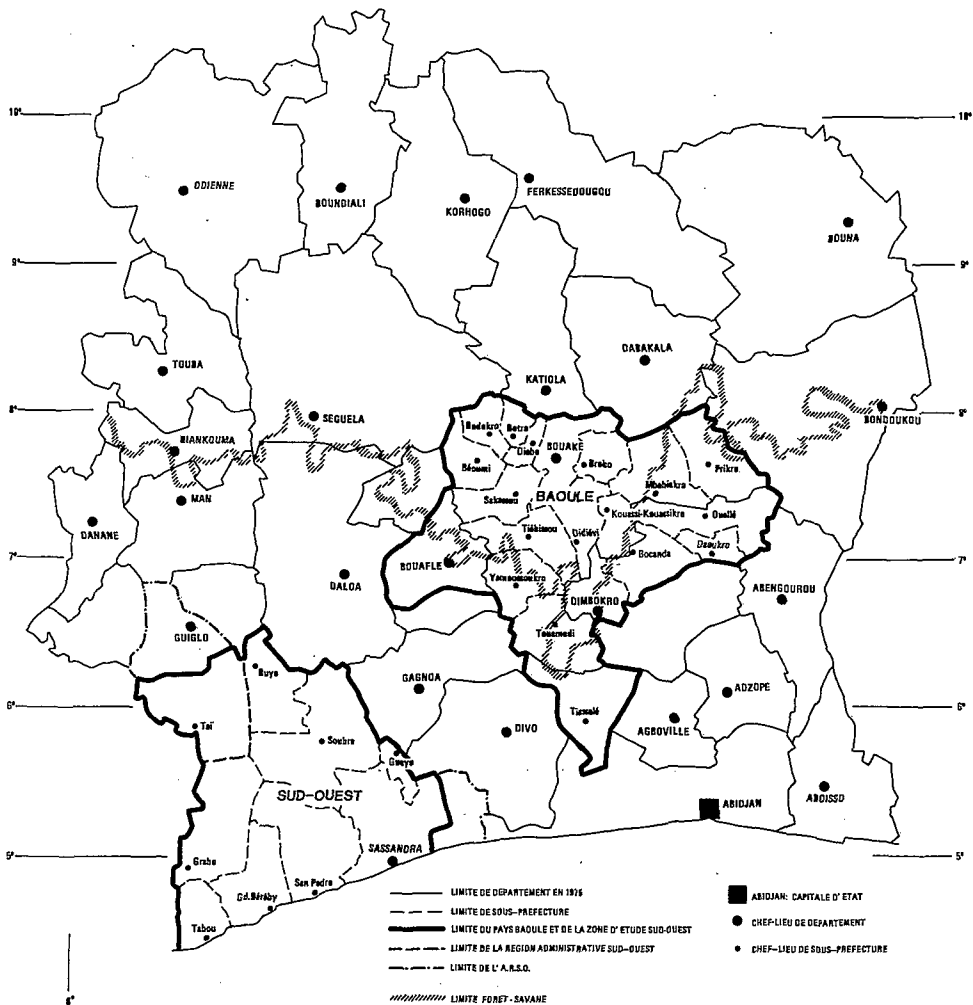 10°
10°
ODIENNE
BOUNDIALI
KORHOGO
FERKESSEDOUGOU
BOUNA
9°
9°
TOUBA
DABAKALA
KATIOLA
8°
8°
SEGUELA
BONDOUKOU
BIANKOUMA
Bodokro
Botro
Diabo
BOUAKE
Béoumi
Brobo
Prikro
MAN
Sakassou
BAOULE
Mbahiakro
Kouassi-Kouassikro
Ouellé
DANANE
Tiébissou
Didiévi
7°
7°
Bocanda
Daoukro
BOUAFLE
DALOA
Yamoussoukro
ABENGOUROU
DIMBOKRO
GUIGLO
Toumodi
Buyo
GAGNOA
ADZOPE
6°
6°
Taï
Tiassalé
DIVO
AGBOVILLE
Soubre
Gueyo
SUD-OUEST
ABOISSO
ABIDJAN
SASSANDRA
5°
5°
Grabo
San Pedro
Gd. Béréby
Tabou
LIMITE DE DEPARTEMENT EN 1975
LIMITE DE SOUS-PREFECTURE
LIMITE DU PAYS BAOULE ET DE LA ZONE D'ETUDE SUD-OUEST
LIMITE DE LA REGION ADMINISTRATIVE SUD-OUEST
LIMITE DE L'A.R.S.O.
LIMITE FORET-SAVANE
ABIDJAN: CAPITALE D'ETAT
CHEF-LIEU DE DEPARTEMENT
CHEF-LIEU DE SOUS-PREFECTURE